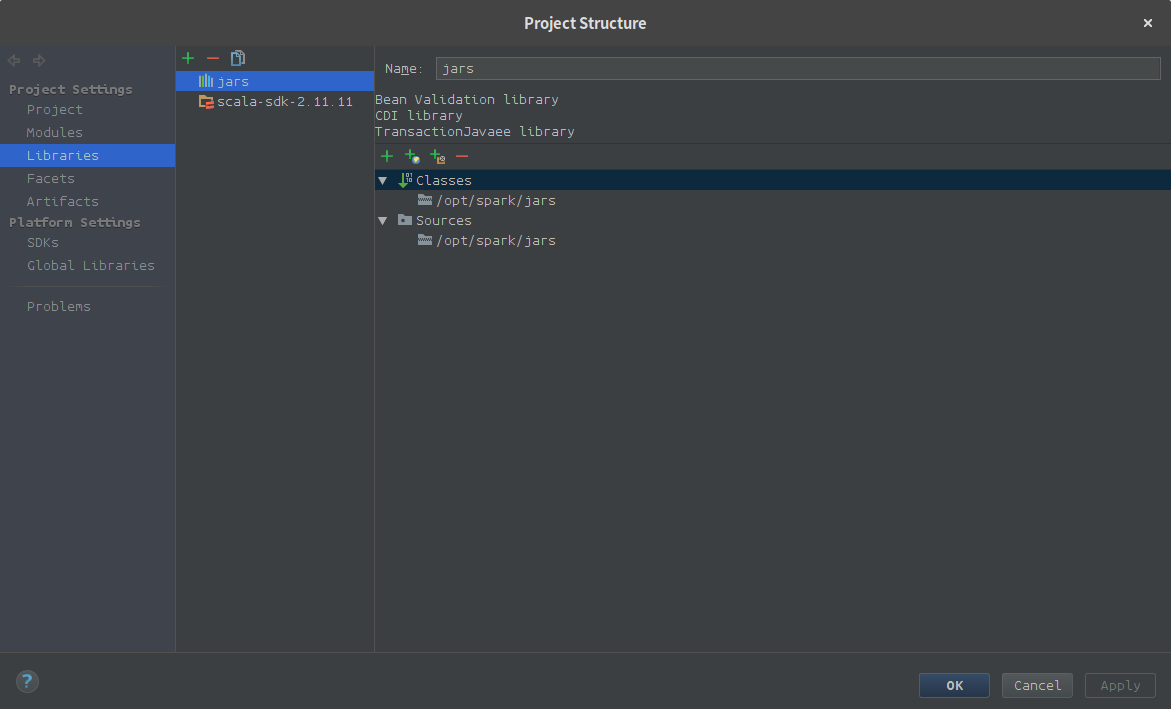 Project Structure
Project Settings
Project
Modules
Libraries
Facets
Artifacts
Platform Settings
SDKs
Global Libraries
Problems
jars
scala-sdk-2.11.11
Name: jars
Bean Validation library
CDI library
TransactionJavaee library
Classes
/opt/spark/jars
Sources
/opt/spark/jars
?
OK Cancel Apply